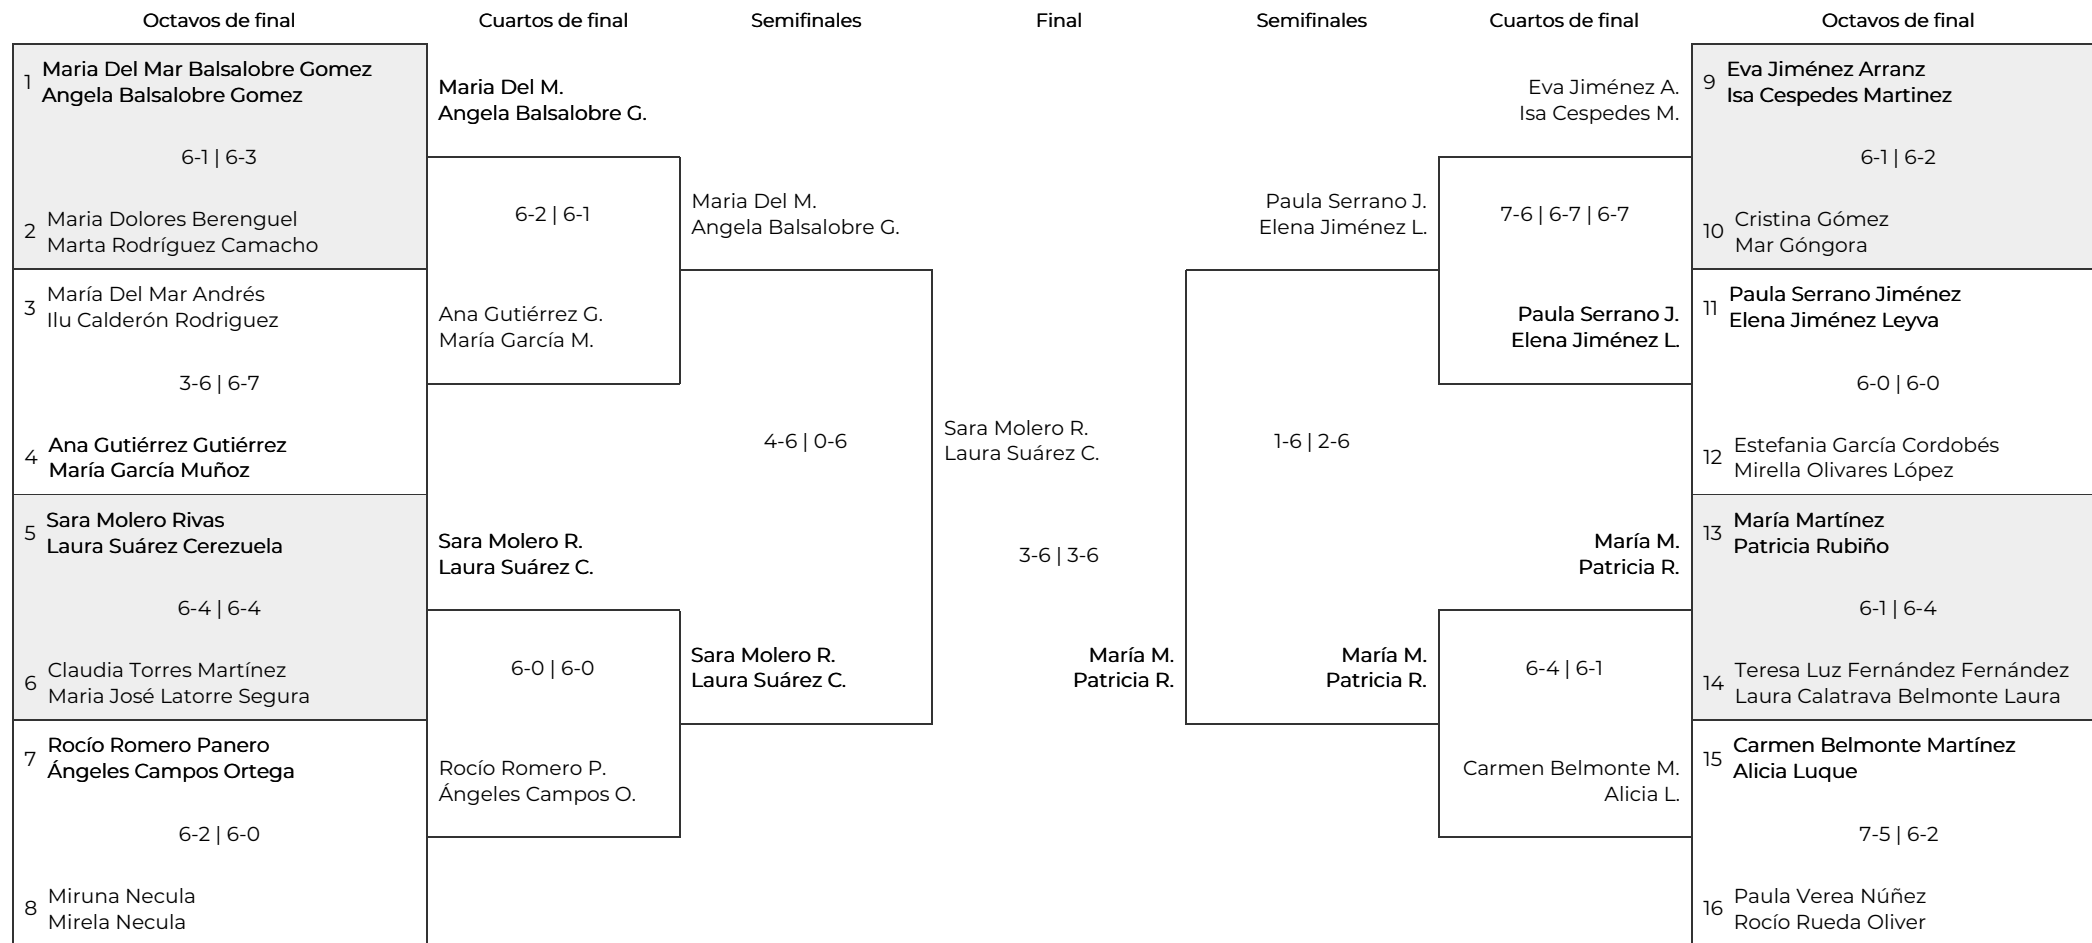 Octavos de final
Cuartos de final
Semifinales
Final
Semifinales
Cuartos de final
Octavos de final
1
Maria Del Mar Balsalobre Gomez
Angela Balsalobre Gomez
6-1 | 6-3
2
Maria Dolores Berenguel
Marta Rodríguez Camacho
3
María Del Mar Andrés
Ilu Calderón Rodriguez
3-6 | 6-7
4
Ana Gutiérrez Gutiérrez
María García Muñoz
5
Sara Molero Rivas
Laura Suárez Cerezuela
6-4 | 6-4
6
Claudia Torres Martínez
Maria José Latorre Segura
7
Rocío Romero Panero
Ángeles Campos Ortega
6-2 | 6-0
8
Miruna Necula
Mirela Necula
Maria Del M.
Angela Balsalobre G.
6-2 | 6-1
Ana Gutiérrez G.
María García M.
Sara Molero R.
Laura Suárez C.
6-0 | 6-0
Rocío Romero P.
Ángeles Campos O.
Maria Del M.
Angela Balsalobre G.
4-6 | 0-6
Sara Molero R.
Laura Suárez C.
Sara Molero R.
Laura Suárez C.
3-6 | 3-6
María M.
Patricia R.
Paula Serrano J.
Elena Jiménez L.
1-6 | 2-6
María M.
Patricia R.
Eva Jiménez A.
Isa Cespedes M.
7-6 | 6-7 | 6-7
Paula Serrano J.
Elena Jiménez L.
María M.
Patricia R.
6-4 | 6-1
Carmen Belmonte M.
Alicia L.
9
Eva Jiménez Arranz
Isa Cespedes Martinez
6-1 | 6-2
10
Cristina Gómez
Mar Góngora
11
Paula Serrano Jiménez
Elena Jiménez Leyva
6-0 | 6-0
12
Estefania García Cordobés
Mirella Olivares López
13
María Martínez
Patricia Rubiño
6-1 | 6-4
14
Teresa Luz Fernández Fernández
Laura Calatrava Belmonte Laura
15
Carmen Belmonte Martínez
Alicia Luque
7-5 | 6-2
16
Paula Verea Núñez
Rocío Rueda Oliver